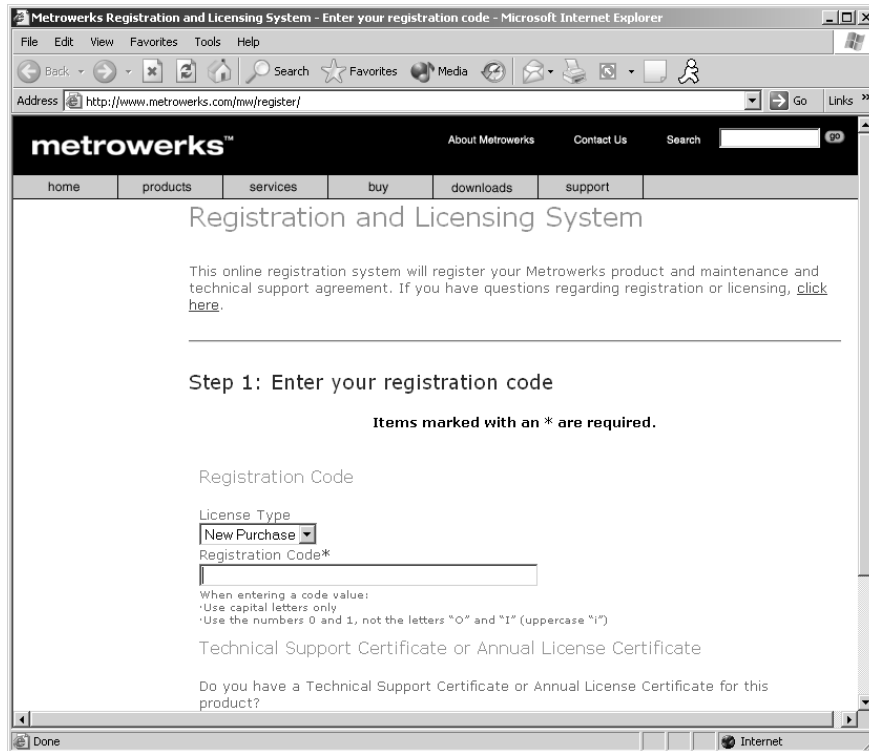 Metrowerks Registration and Licensing System - Enter your registration code - Microsoft Internet Explorer
File Edit View Favorites Tools Help
Back Search Favorites Media
Address http://www.metrowerks.com/mw/register/ Go Links »
metrowerks™ About Metrowerks Contact Us Search go
home products services buy downloads support
Registration and Licensing System
This online registration system will register your Metrowerks product and maintenance and
technical support agreement. If you have questions regarding registration or licensing, click
here.
Step 1: Enter your registration code
Items marked with an * are required.
Registration Code
License Type
New Purchase
Registration Code*
When entering a code value:
·Use capital letters only
·Use the numbers 0 and 1, not the letters “O” and “I” (uppercase “i”)
Technical Support Certificate or Annual License Certificate
Do you have a Technical Support Certificate or Annual License Certificate for this
product?
Done Internet